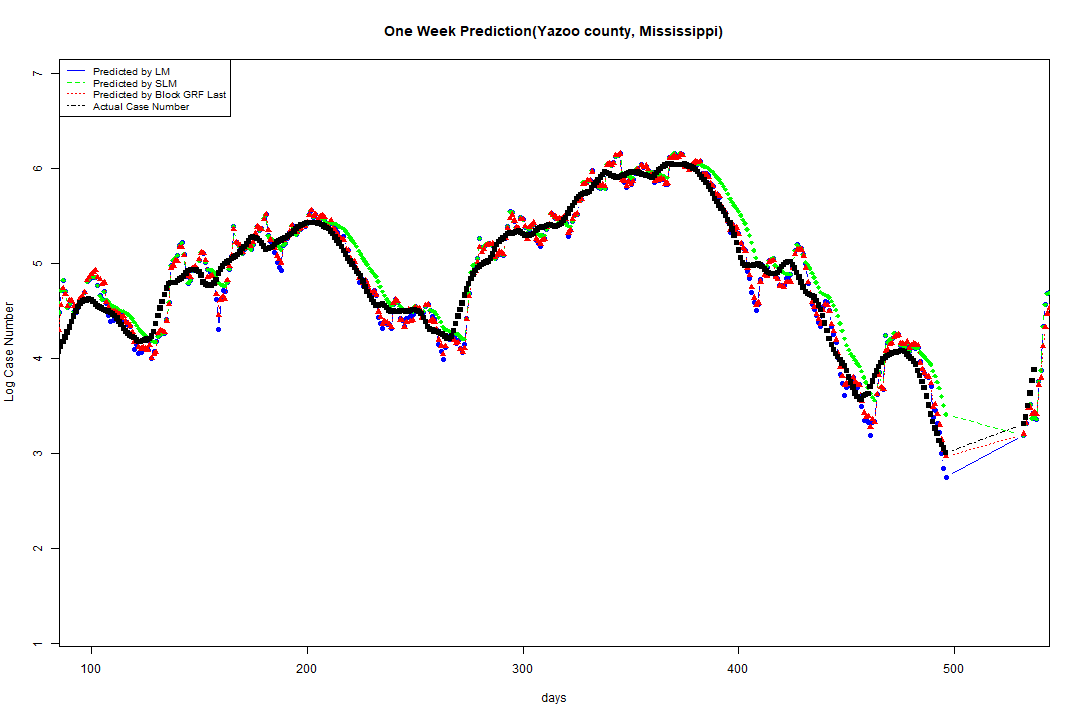 One Week Prediction(Yazoo county, Mississippi)
Predicted by LM
Predicted by SLM
Predicted by Block GRF Last
Actual Case Number
Log Case Number
7
6
5
4
3
2
1
100 200 300 400 500
days